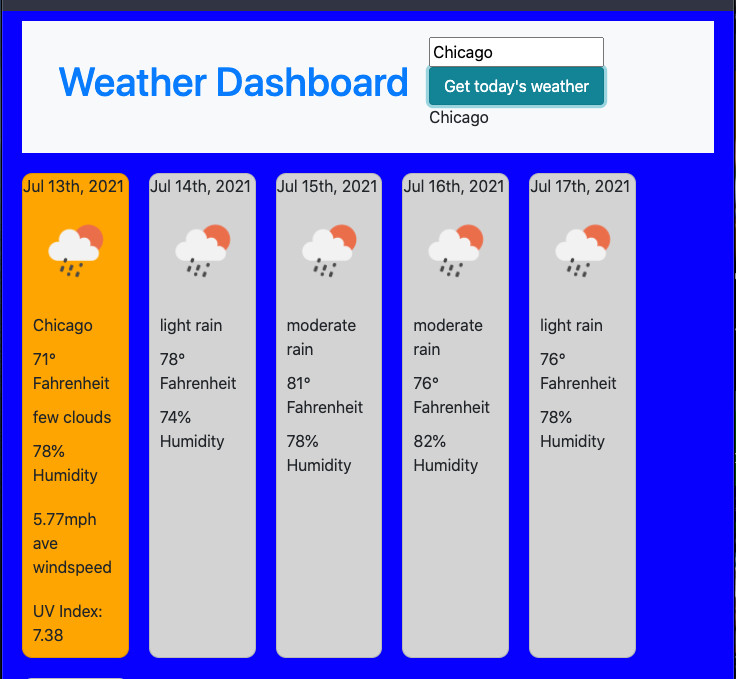 Weather Dashboard
Chicago
Get today's weather
Chicago
Jul 13th, 2021
Chicago
71°
Fahrenheit
few clouds
78%
Humidity
5.77mph
ave
windspeed
UV Index:
7.38
Jul 14th, 2021
light rain
78°
Fahrenheit
74%
Humidity
Jul 15th, 2021
moderate
rain
81°
Fahrenheit
78%
Humidity
Jul 16th, 2021
moderate
rain
76°
Fahrenheit
82%
Humidity
Jul 17th, 2021
light rain
76°
Fahrenheit
78%
Humidity